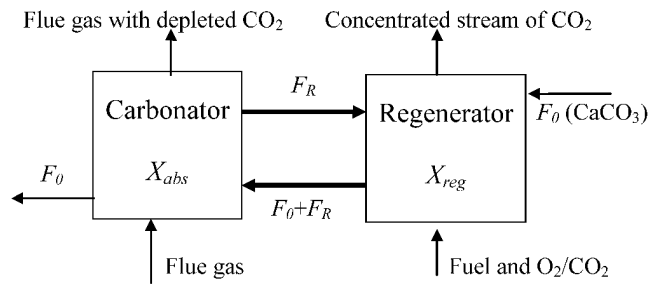 Flue gas with depleted CO₂
Concentrated stream of CO₂
Carbonator
F_R
Regenerator
F_0 (CaCO₃)
F_0
X_abs
X_reg
F_0+F_R
Flue gas
Fuel and O₂/CO₂